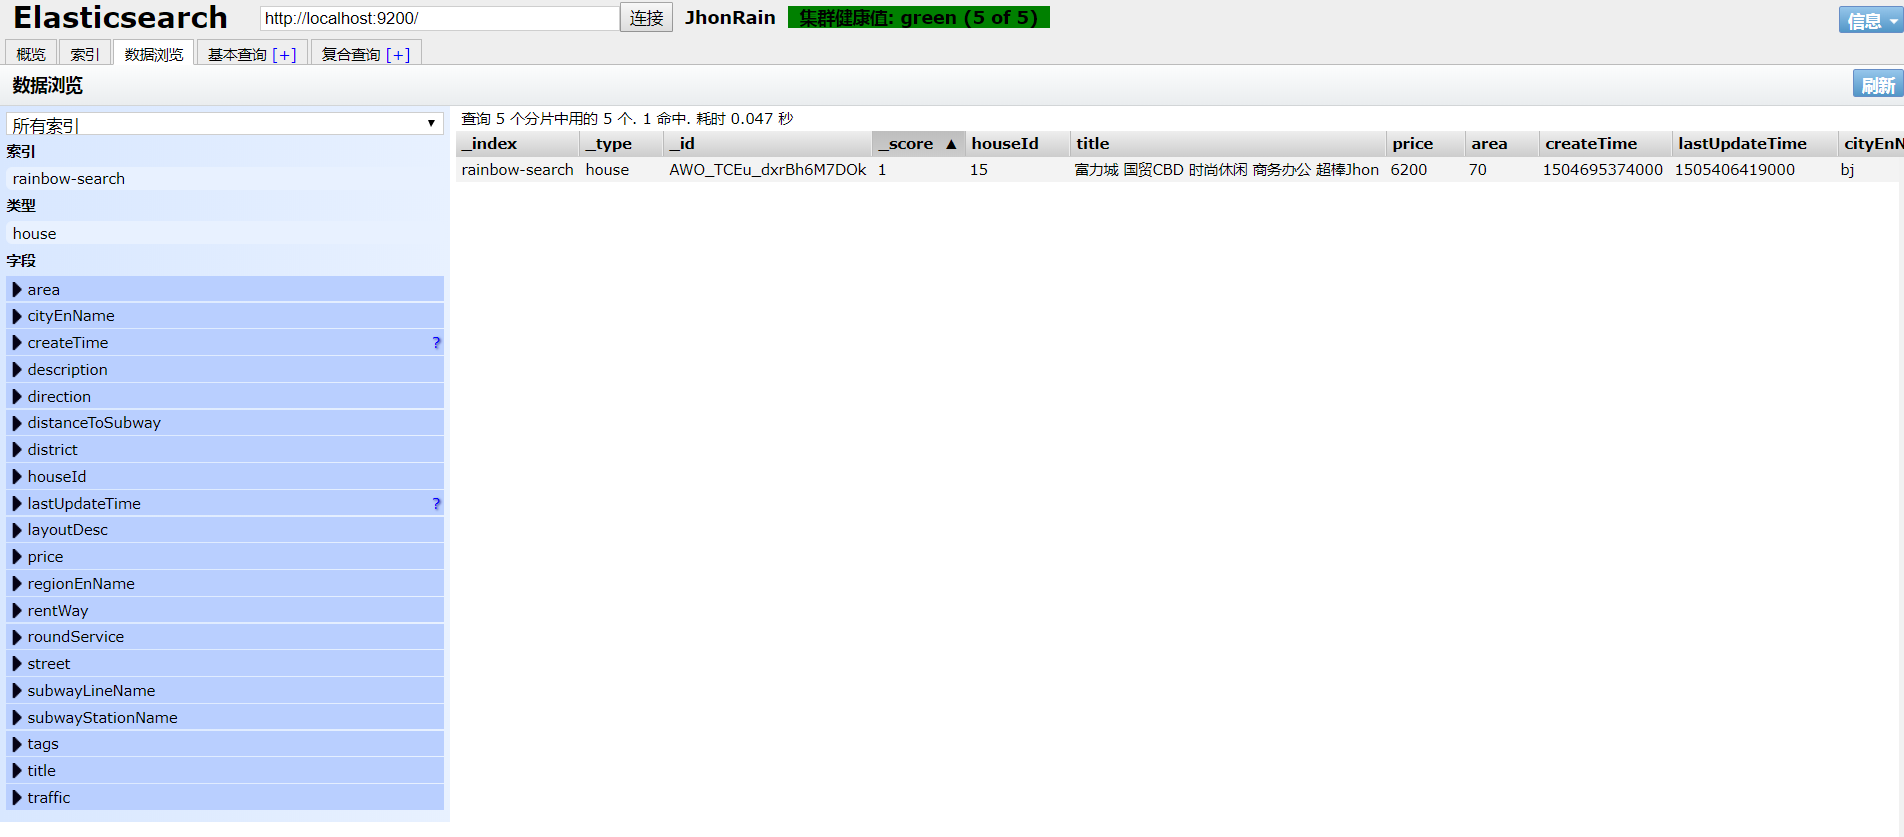 Elasticsearch http://localhost:9200/ 连接 JhonRain 集群健康值: green (5 of 5) 信息
概览 索引 数据浏览 基本查询 [+] 复合查询 [+]
数据浏览 刷新
所有索引
索引
rainbow-search
类型
house
字段
area
cityEnName
createTime ?
description
direction
distanceToSubway
district
houseId
lastUpdateTime ?
layoutDesc
price
regionEnName
rentWay
roundService
street
subwayLineName
subwayStationName
tags
title
traffic
查询 5 个分片中用的 5 个. 1 命中. 耗时 0.047 秒
_index _type _id _score ▲ houseId title price area createTime lastUpdateTime cityEnN
rainbow-search house AWO_TCEu_dxrBh6M7DOk 1 15 富力城 国贸CBD 时尚休闲 商务办公 超棒Jhon 6200 70 1504695374000 1505406419000 bj